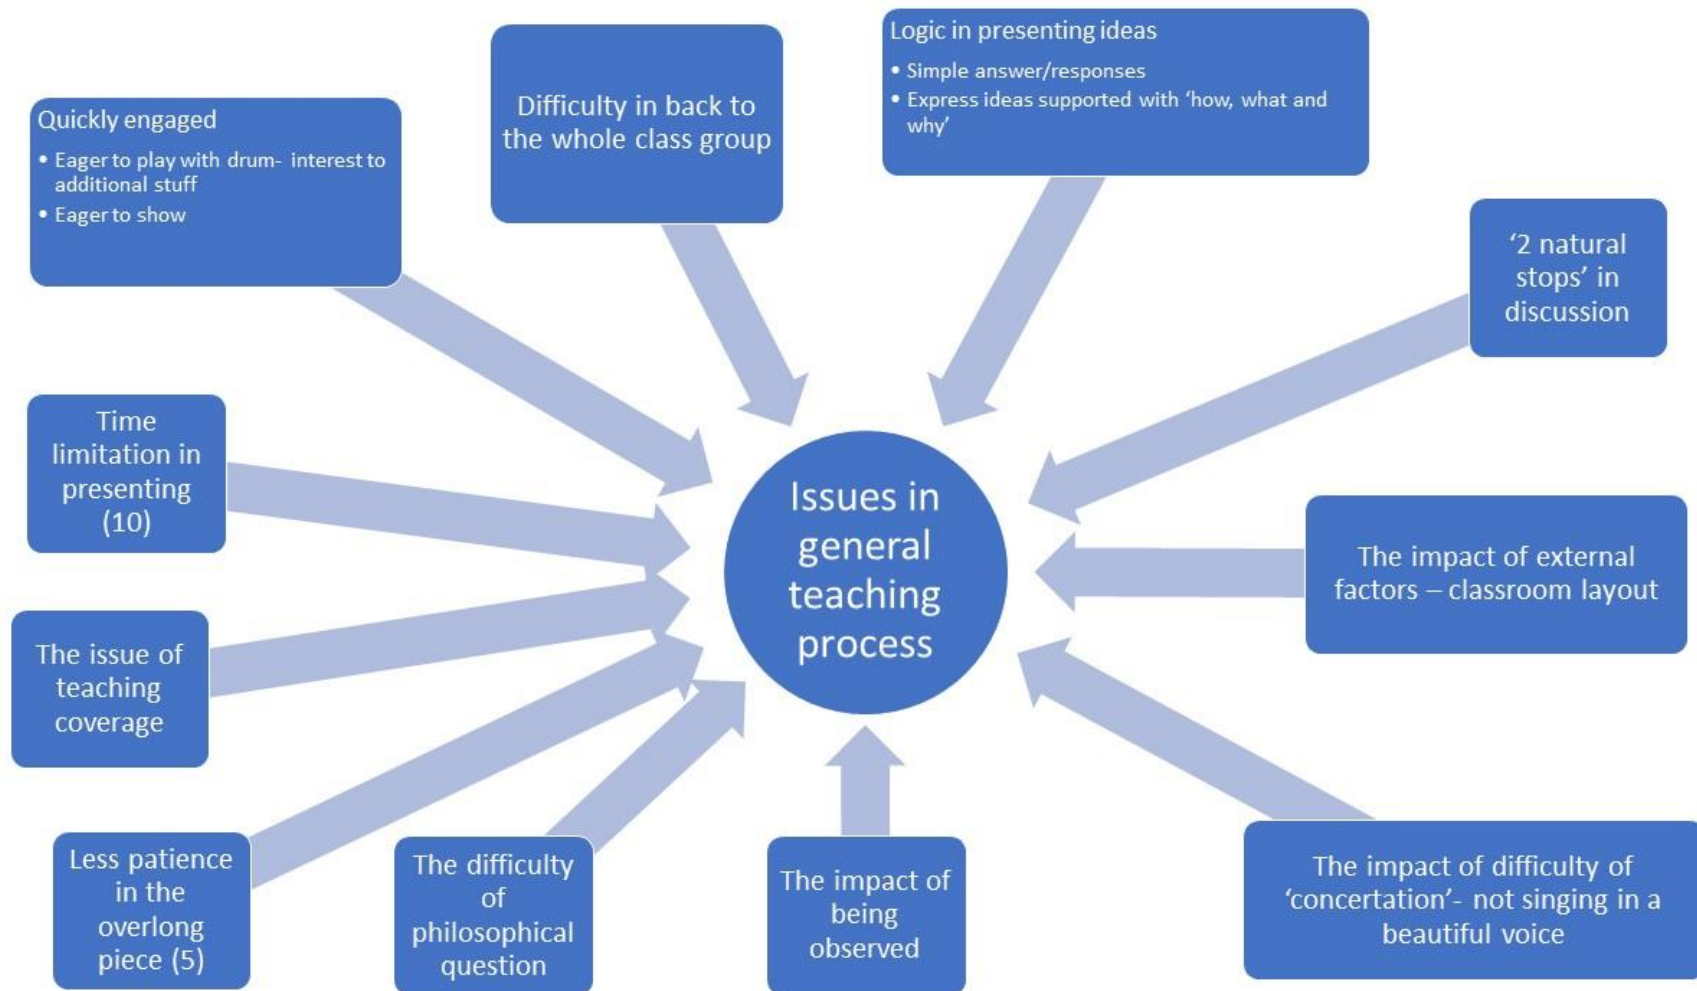 Logic in presenting ideas
• Simple answer/responses
• Express ideas supported with ‘how, what and
why’
Difficulty in back to
the whole class group
Quickly engaged
• Eager to play with drum- interest to
additional stuff
• Eager to show
‘2 natural
stops’ in
discussion
Time
limitation in
presenting
(10)
Issues in
general
teaching
process
The impact of external
factors – classroom layout
The issue of
teaching
coverage
Less patience
in the
overlong
piece (5)
The difficulty
of
philosophical
question
The impact of
being
observed
The impact of difficulty of
‘concertation’- not singing in a
beautiful voice